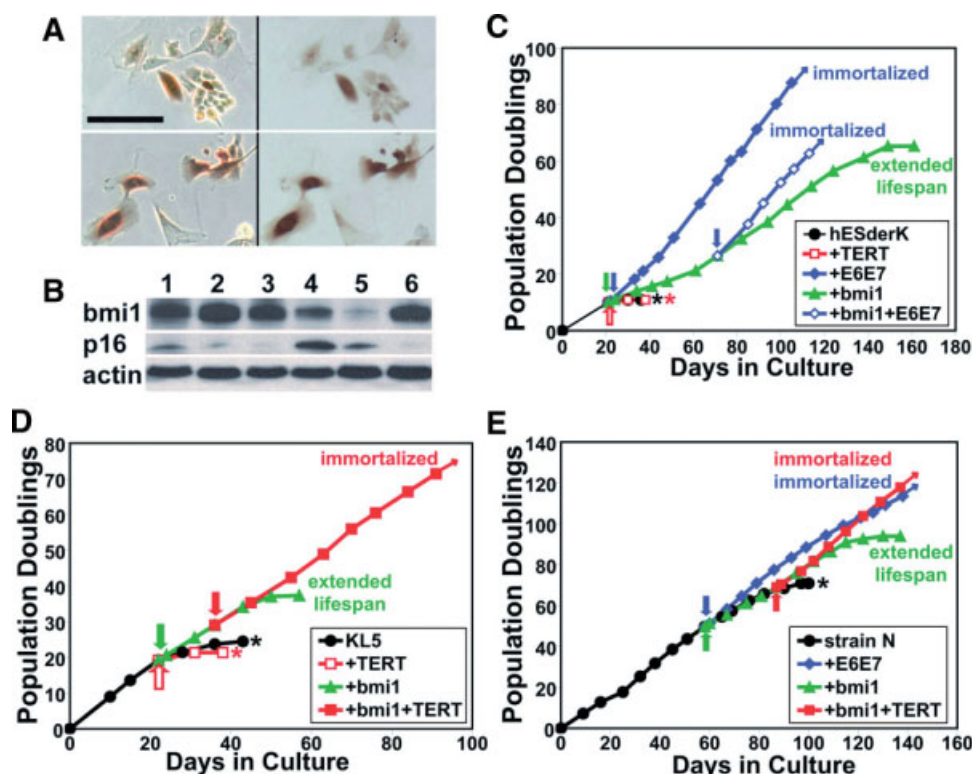 A
B
1 2 3 4 5 6
bmi1
p16
actin
C
Population Doublings
100
80
60
40
20
0
0 20 40 60 80 100 120 140 160 180
Days in Culture
immortalized
immortalized
extended
lifespan
hESderK
+TERT
+E6E7
+bmi1
+bmi1+E6E7
* *
D
Population Doublings
80
70
60
50
40
30
20
10
0
0 20 40 60 80 100
Days in Culture
immortalized
extended
lifespan
*
*
KL5
+TERT
+bmi1
+bmi1+TERT
E
Population Doublings
140
120
100
80
60
40
20
0
0 20 40 60 80 100 120 140 160
Days in Culture
immortalized
immortalized
extended
lifespan
*
strain N
+E6E7
+bmi1
+bmi1+TERT